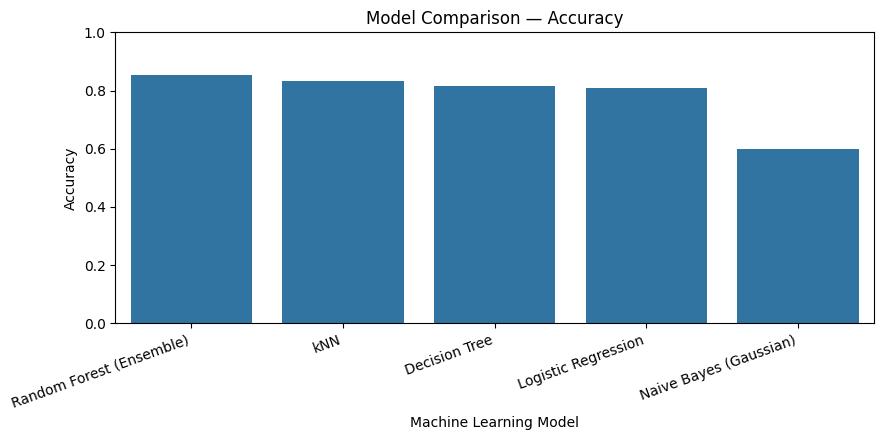 Model Comparison — Accuracy
1.0
0.8
0.6
0.4
0.2
0.0
Accuracy
Random Forest (Ensemble)
kNN
Decision Tree
Logistic Regression
Naive Bayes (Gaussian)
Machine Learning Model